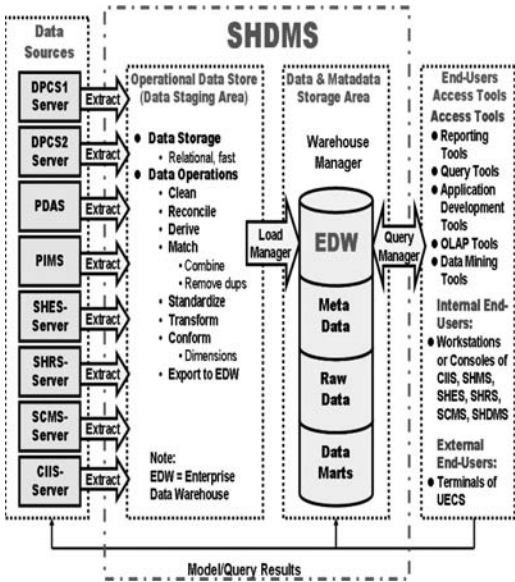 Data
Sources
DPCS1
Server
Extract
DPCS2
Server
Extract
PDAS
Extract
PIMS
Extract
SHES-
Server
Extract
SHRS-
Server
Extract
SCMS-
Server
Extract
CIIS-
Server
Extract
SHDMS
Operational Data Store
(Data Staging Area)
● Data Storage
• Relational, fast
● Data Operations
• Clean
• Reconcile
• Derive
• Match
• Combine
• Remove dups
• Standardize
• Transform
• Conform
• Dimensions
• Export to EDW
Note:
EDW = Enterprise
Data Warehouse
Load
Manager
Data & Matadata
Storage Area
Warehouse
Manager
EDW
Meta
Data
Raw
Data
Data
Marts
Query
Manager
End-Users
Access Tools
Access Tools
● Reporting
Tools
● Query Tools
● Application
Development
Tools
● OLAP Tools
● Data Mining
Tools
Internal End-
Users:
● Workstations
or Consoles of
CIIS, SHMS,
SHES, SHRS,
SCMS, SHDMS
External
End-Users:
● Terminals of
UECS
Model/Query Results